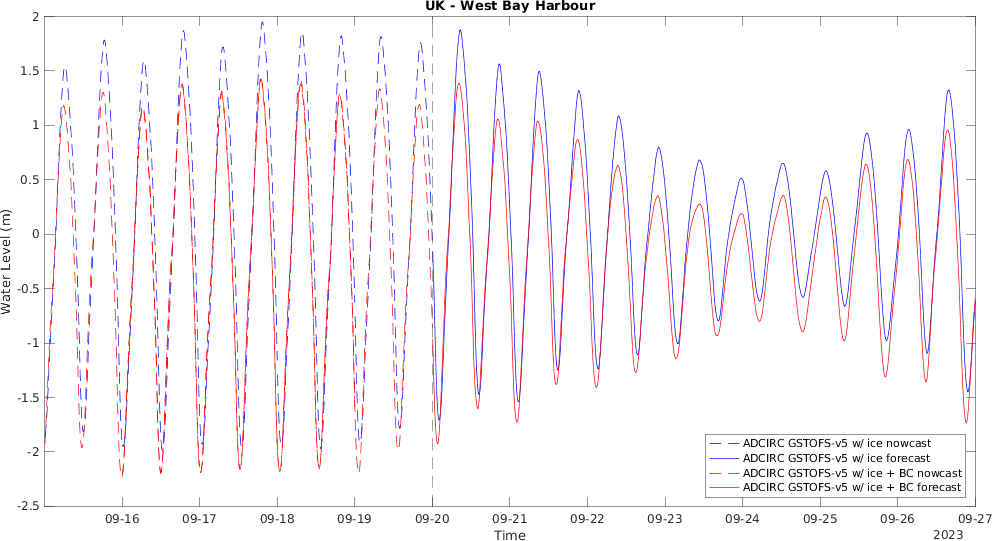 UK - West Bay Harbour
2
1.5
1
0.5
0
-0.5
-1
-1.5
-2
-2.5
Water Level (m)
ADCIRC GSTOFS-v5 w/ ice nowcast
ADCIRC GSTOFS-v5 w/ ice forecast
ADCIRC GSTOFS-v5 w/ ice + BC nowcast
ADCIRC GSTOFS-v5 w/ ice + BC forecast
09-16 09-17 09-18 09-19 09-20 09-21 09-22 09-23 09-24 09-25 09-26 09-27
Time
2023